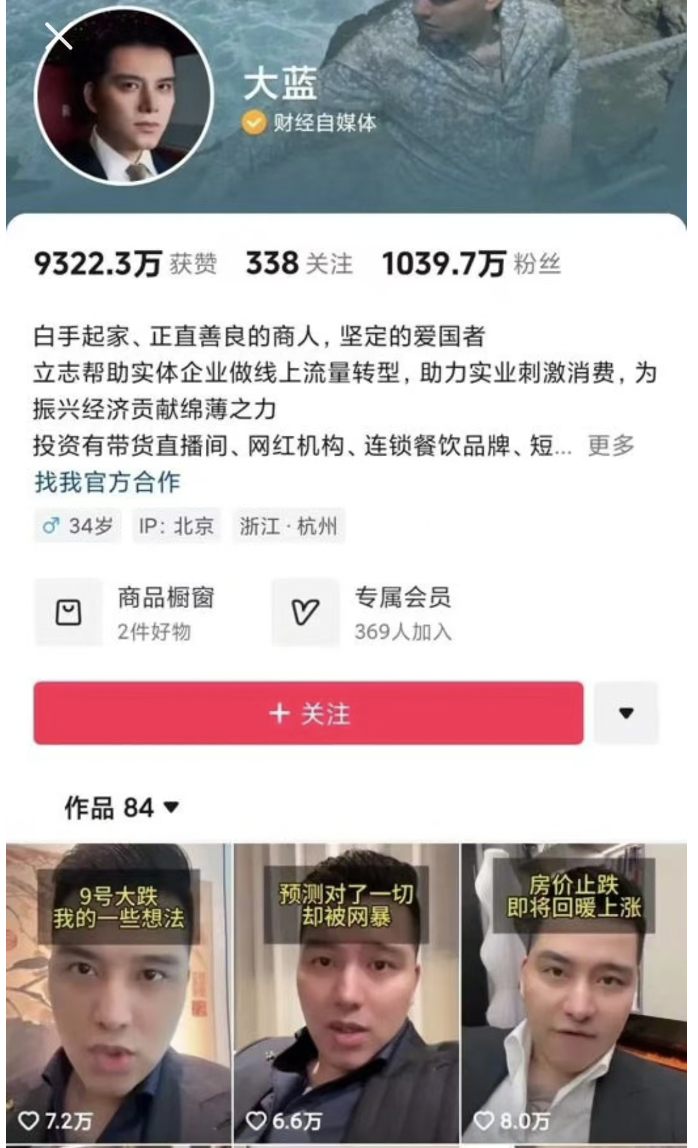 大蓝
财经自媒体
9322.3万 获赞 338 关注 1039.7万 粉丝
白手起家、正直善良的商人，坚定的爱国者
立志帮助实体企业做线上流量转型，助力实业刺激消费，为
振兴经济贡献绵薄之力
投资有带货直播间、网红机构、连锁餐饮品牌、短... 更多
找我官方合作
♂ 34岁 IP: 北京 浙江·杭州
商品橱窗
2件好物
专属会员
369人加入
+ 关注
作品 84
9号大跌
我的一些想法
7.2万
预测对了一切
却被网暴
6.6万
房价止跌
即将回暖上涨
8.0万